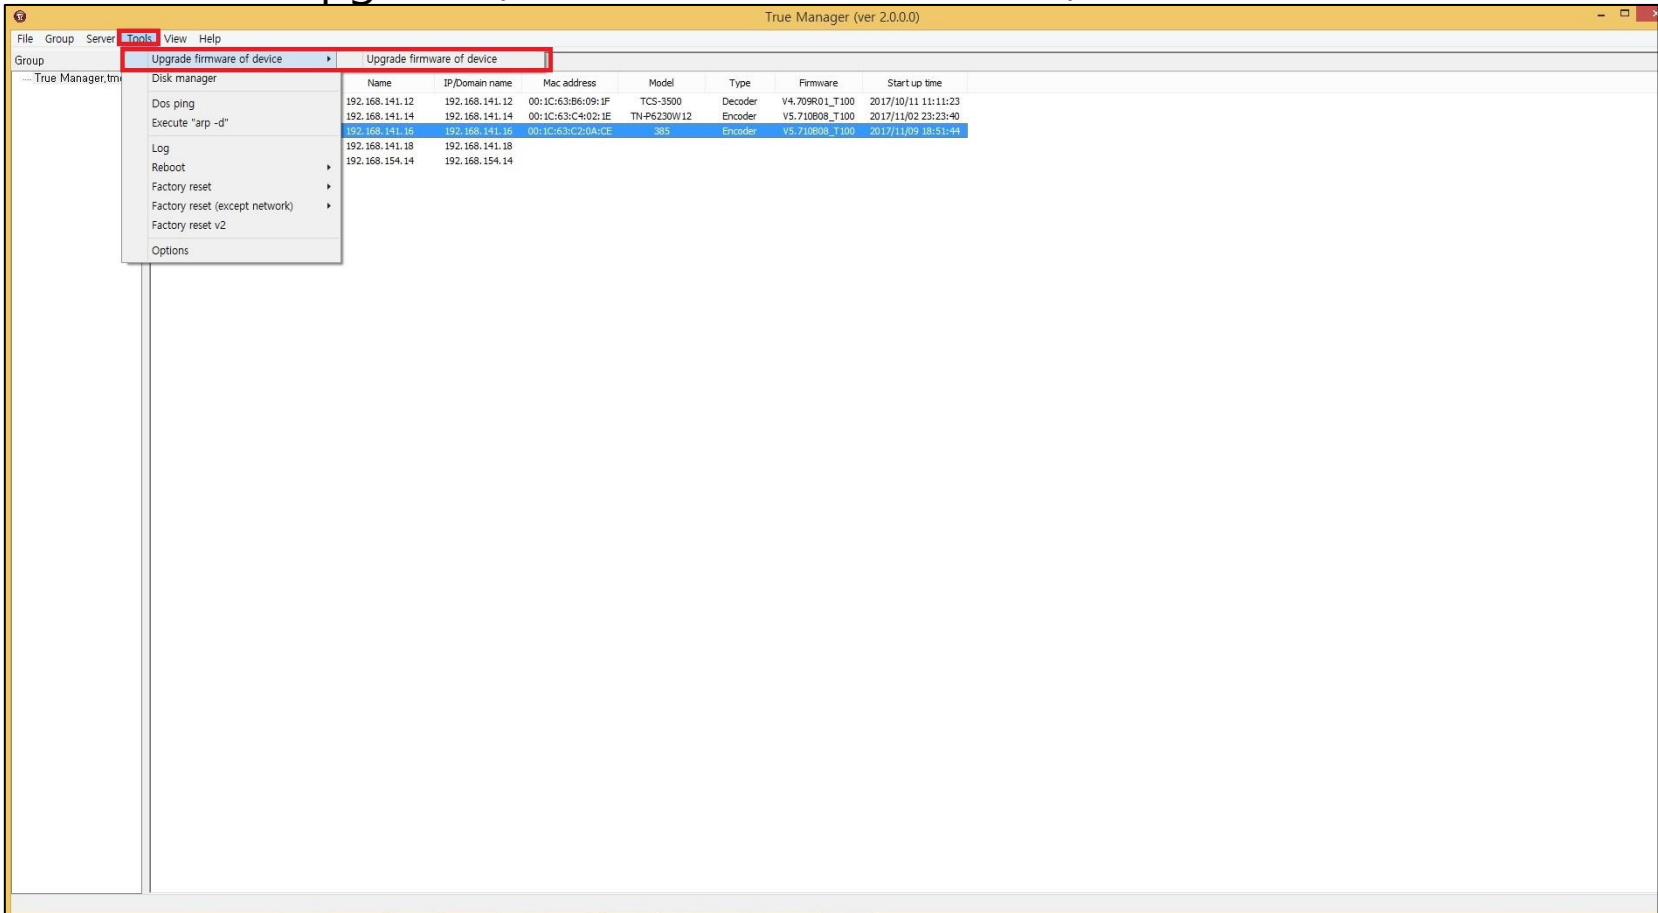 True Manager (ver 2.0.0.0)
File Group Server Tools View Help
Group
True Manager,tm
Upgrade firmware of device
Upgrade firmware of device
Disk manager
Dos ping
Execute "arp -d"
Log
Reboot
Factory reset
Factory reset (except network)
Factory reset v2
Options
Name IP/Domain name Mac address Model Type Firmware Start up time
192.168.141.12 192.168.141.12 00:1C:63:B6:09:1F TCS-3500 Decoder V4.709R01_T100 2017/10/11 11:11:23
192.168.141.14 192.168.141.14 00:1C:63:C4:02:1E TN-P6230W12 Encoder V5.710B08_T100 2017/11/02 23:23:40
192.168.141.16 192.168.141.16 00:1C:63:C2:0A:CE 385 Encoder V5.710B08_T100 2017/11/09 18:51:44
192.168.141.18 192.168.141.18
192.168.154.14 192.168.154.14